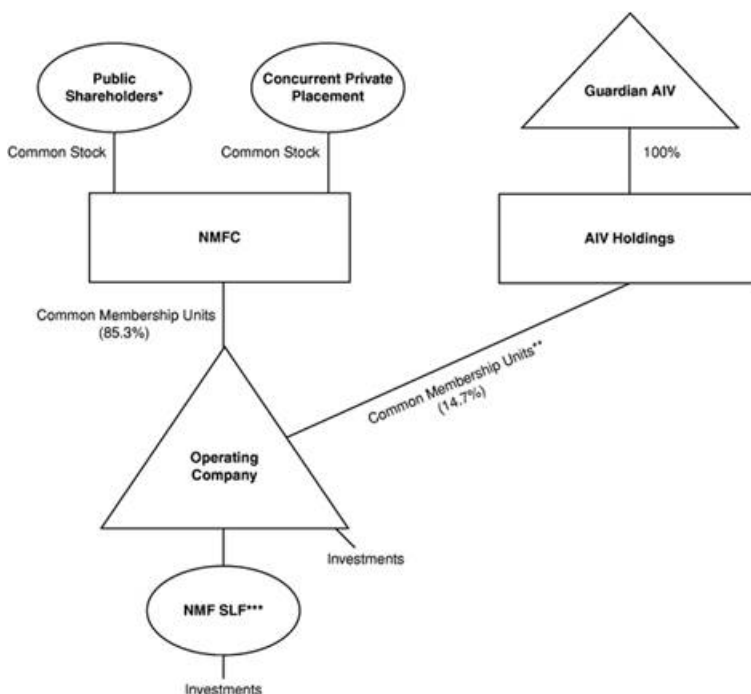 Public
Shareholders*
Concurrent Private
Placement
Guardian AIV
Common Stock
Common Stock
100%
NMFC
AIV Holdings
Common Membership Units
(85.3%)
Common Membership Units**
(14.7%)
Operating
Company
Investments
NMF SLF***
Investments